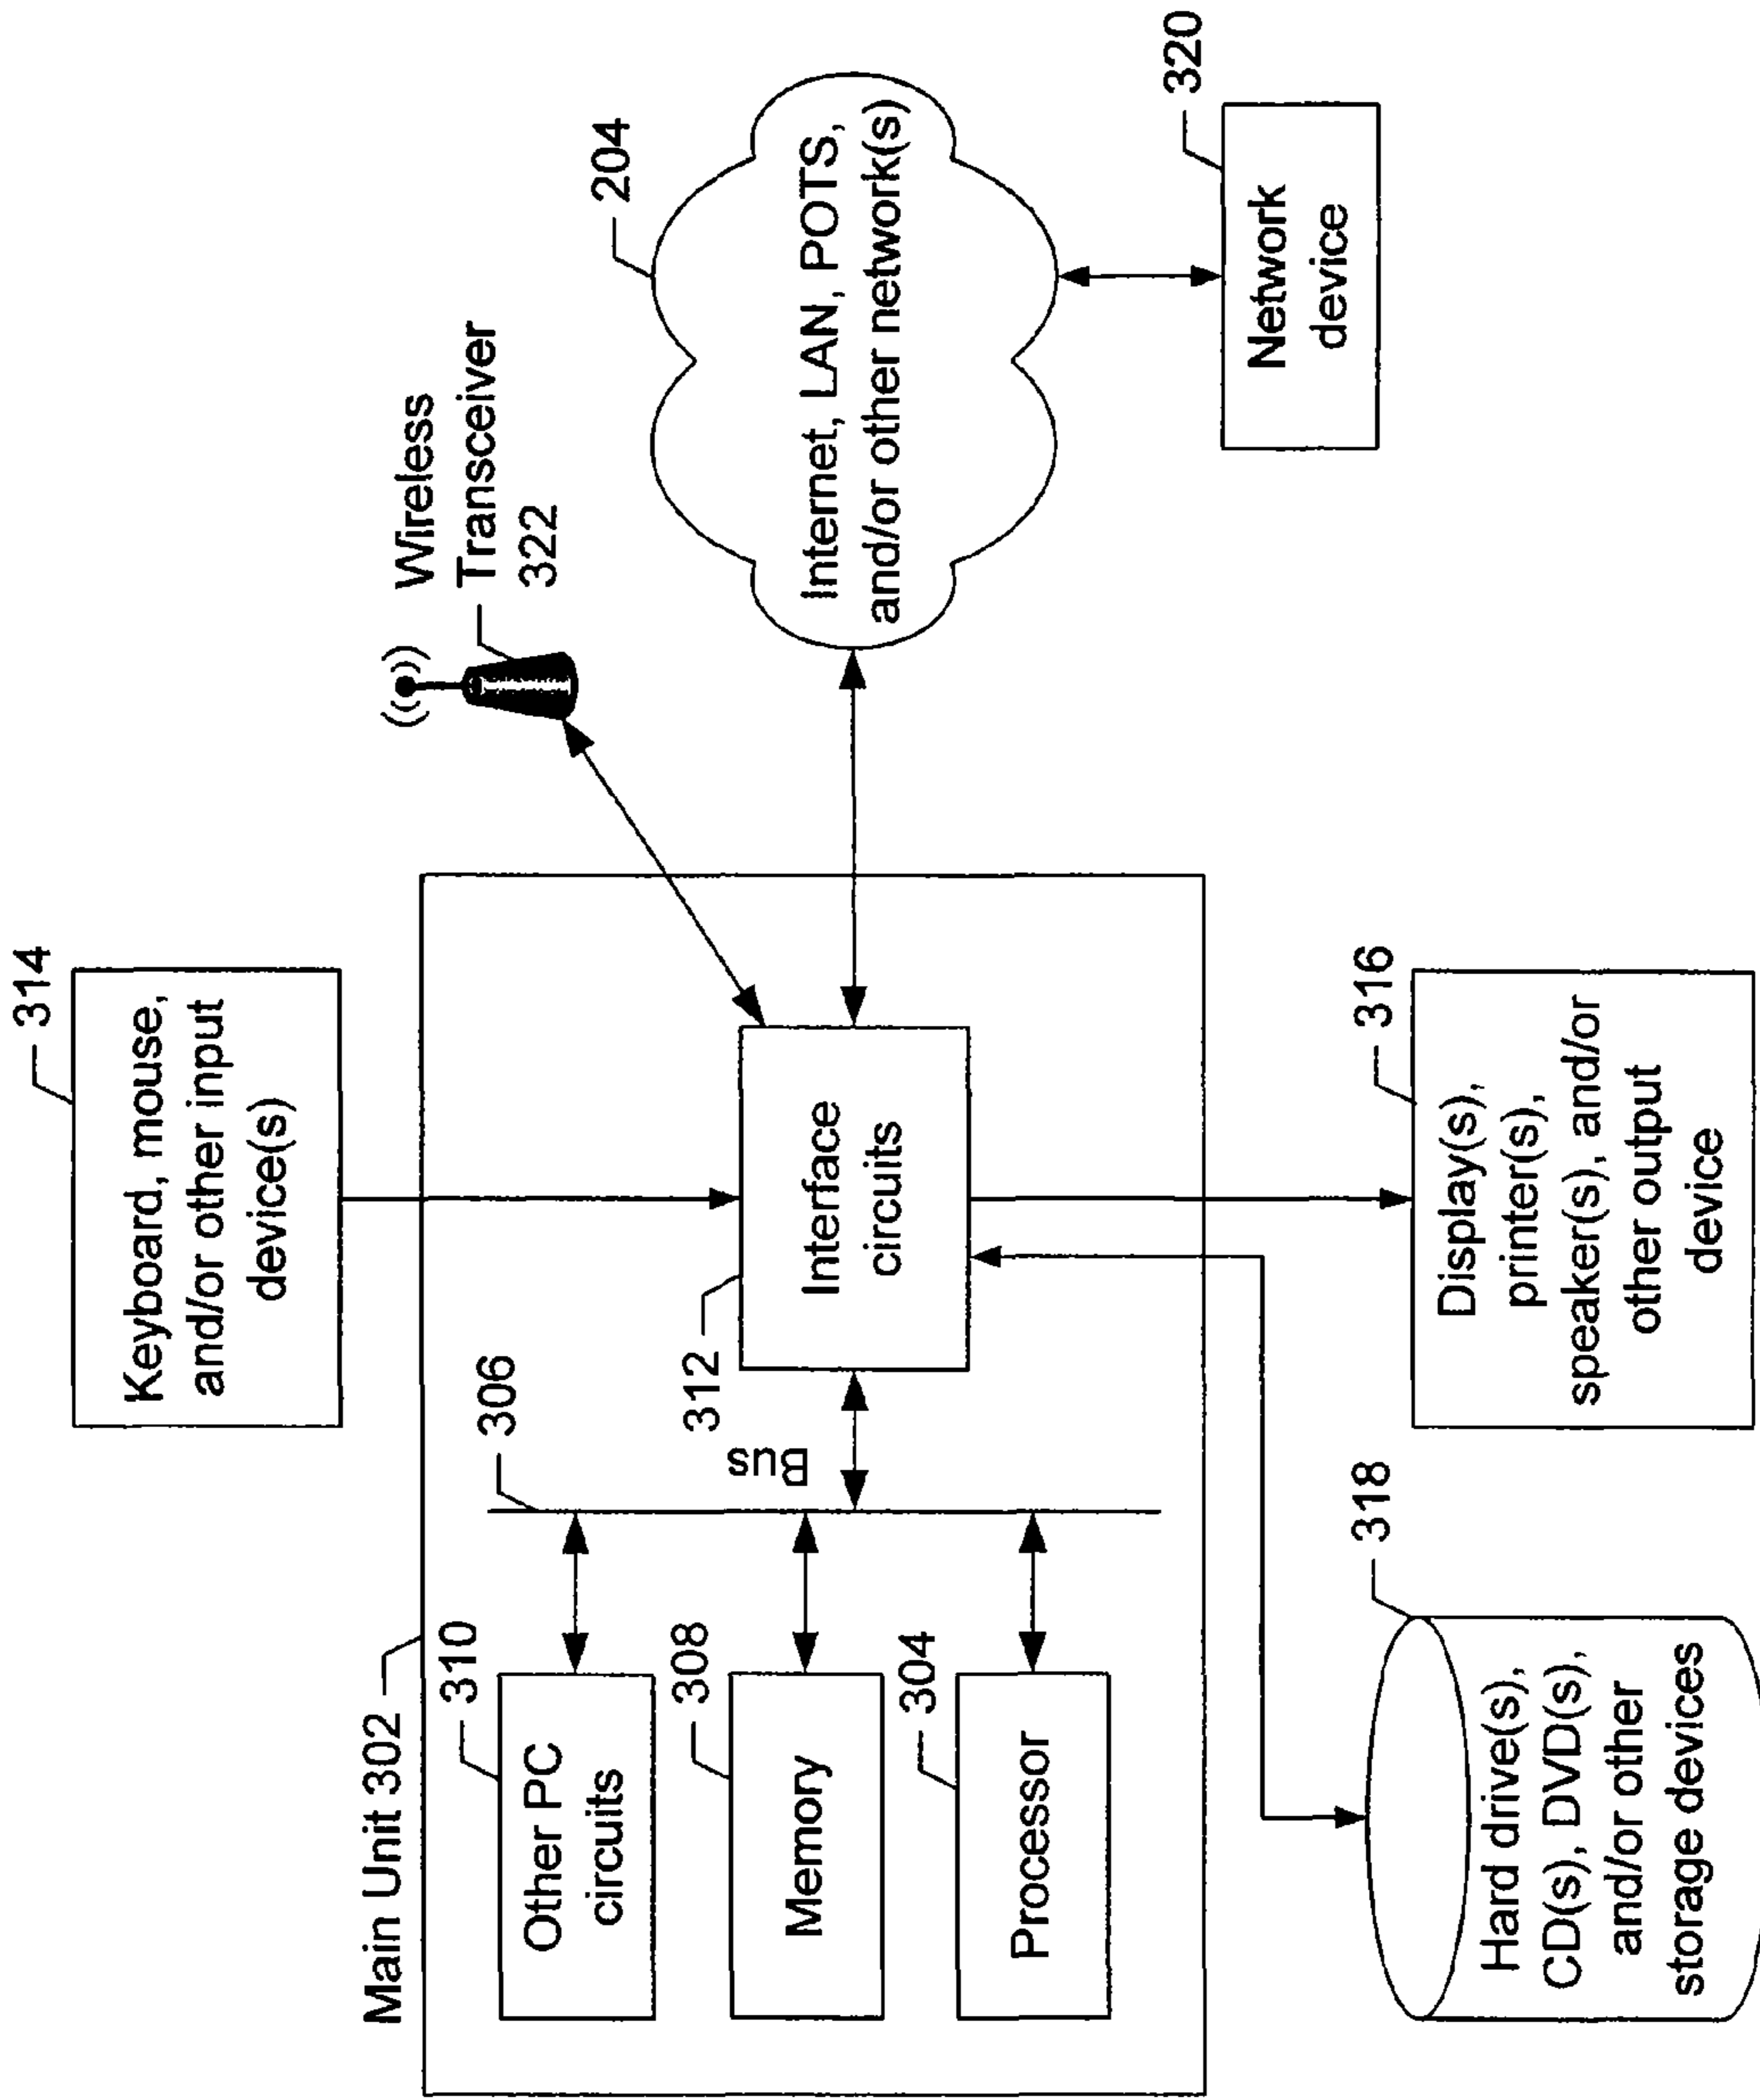 314
Keyboard, mouse,
and/or other input
device(s)
Wireless
Transceiver
322
Main Unit 302
310
Other PC
circuits
306
308
Memory
Bus
312
Interface
circuits
204
Internet, LAN, POTS,
and/or other network(s)
304
Processor
320
Network
device
318
Hard drive(s),
CD(s), DVD(s),
and/or other
storage devices
316
Display(s),
printer(s),
speaker(s), and/or
other output
device